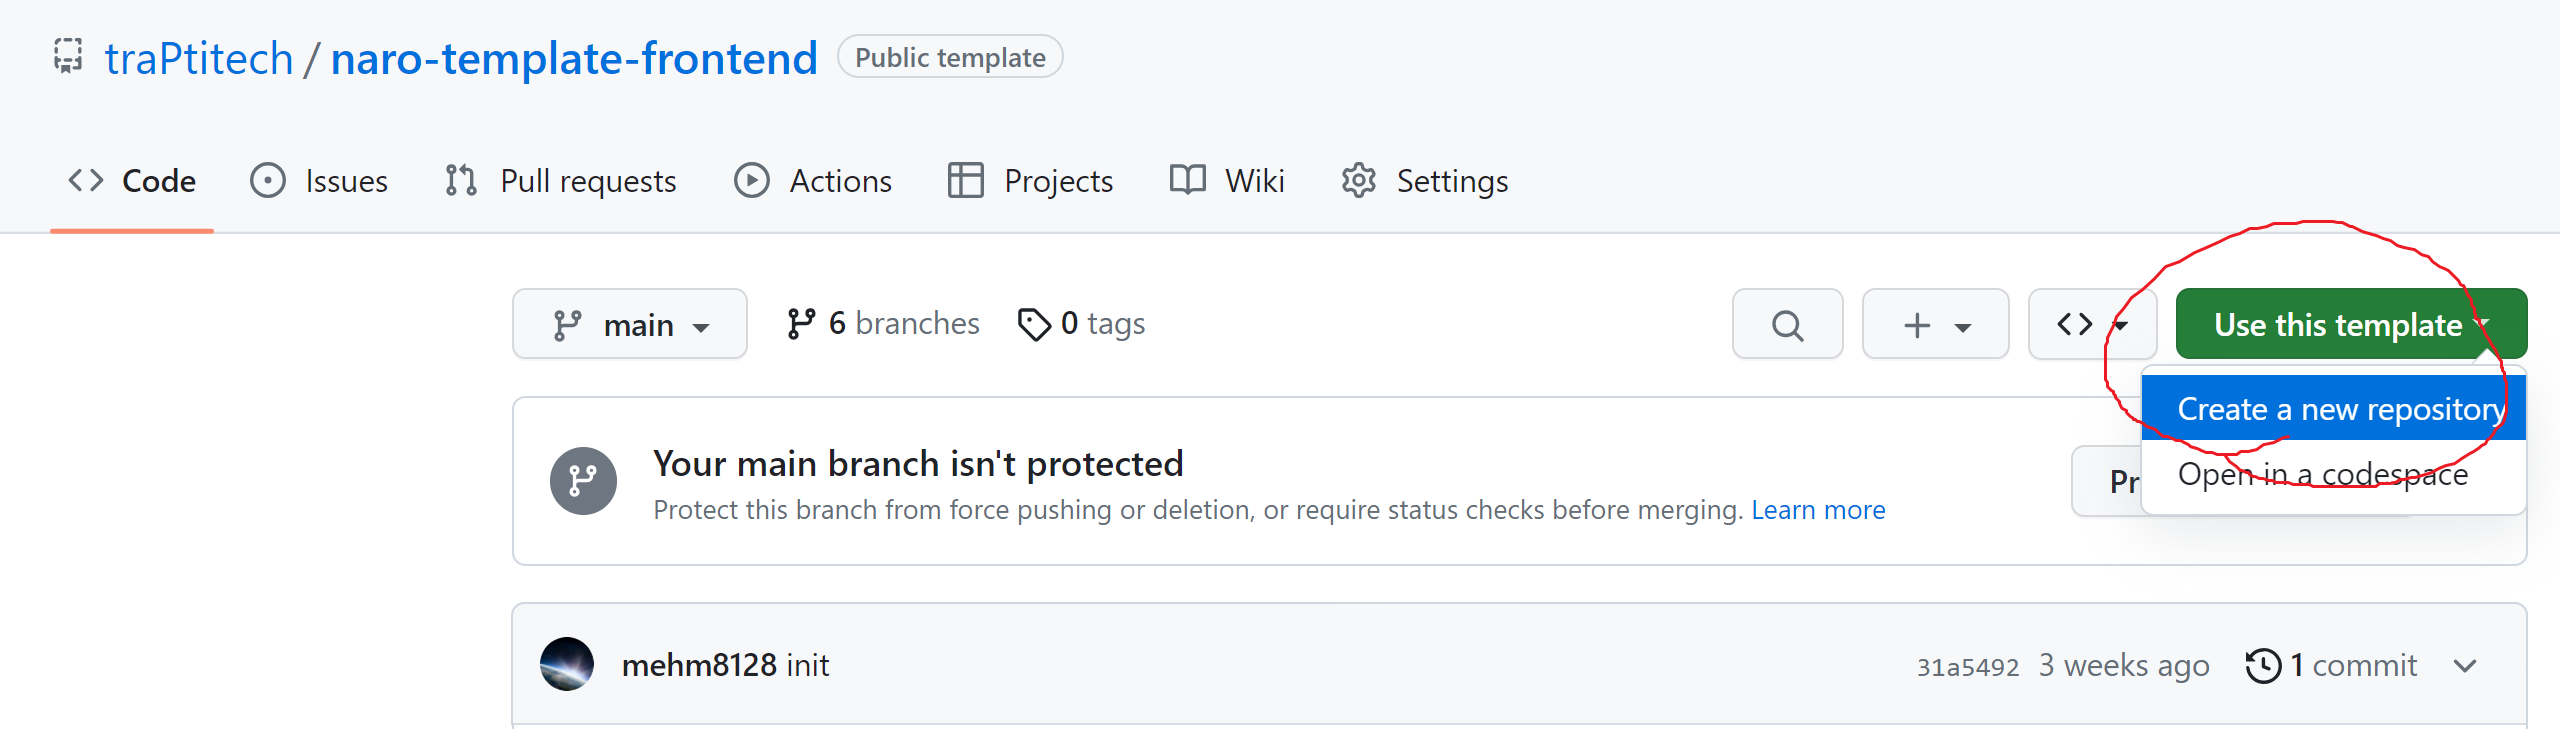 traPtitech / naro-template-frontend Public template
Code Issues Pull requests Actions Projects Wiki Settings
main 6 branches 0 tags Use this template
Create a new repository
Your main branch isn't protected
Open in a codespace
Pr
Protect this branch from force pushing or deletion, or require status checks before merging. Learn more
mehm8128 init 31a5492 3 weeks ago 1 commit